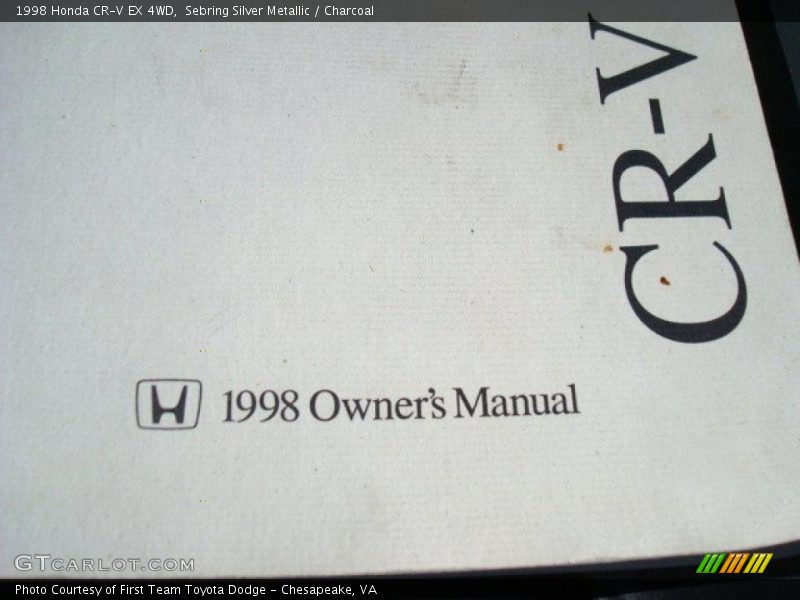 1998 Honda CR-V EX 4WD,  Sebring Silver Metallic / Charcoal
CR-V
1998 Owner's Manual
GTCARLOT.COM
Photo Courtesy of First Team Toyota Dodge - Chesapeake, VA